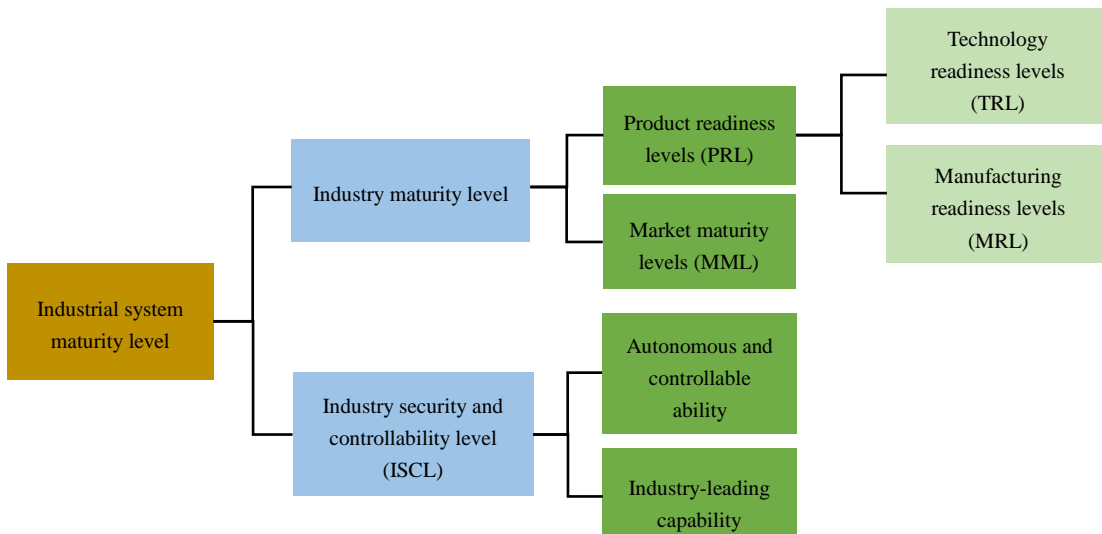 Industrial system
maturity level
Industry maturity level
Product readiness
levels (PRL)
Technology
readiness levels
(TRL)
Manufacturing
readiness levels
(MRL)
Market maturity
levels (MML)
Industry security and
controllability level
(ISCL)
Autonomous and
controllable
ability
Industry-leading
capability